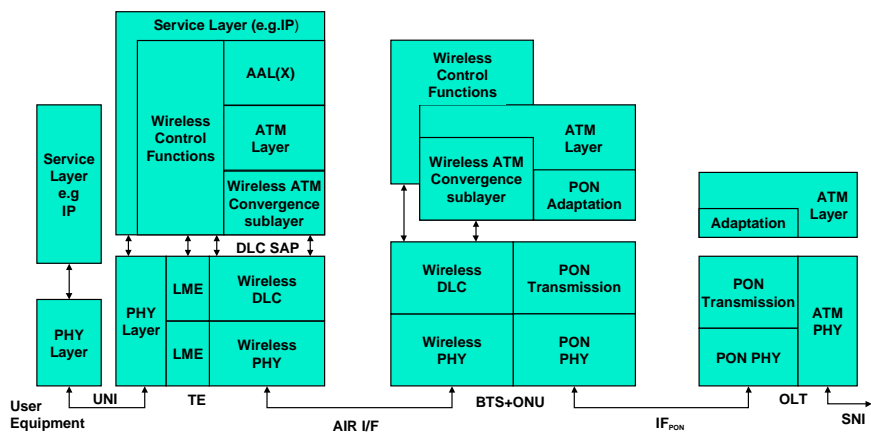 Service Layer (e.g.IP)
Wireless
Control
Functions
AAL(X)
ATM
Layer
Wireless ATM
Convergence
sublayer
Service
Layer
e.g
IP
PHY
Layer
DLC SAP
PHY
Layer
LME
LME
Wireless
DLC
Wireless
PHY
Wireless
Control
Functions
ATM
Layer
Wireless ATM
Convergence
sublayer
PON
Adaptation
Wireless
DLC
PON
Transmission
Wireless
PHY
PON
PHY
ATM
Layer
Adaptation
PON
Transmission
PON PHY
ATM
PHY
User
Equipment
UNI
TE
AIR I/F
BTS+ONU
IFPON
OLT
SNI